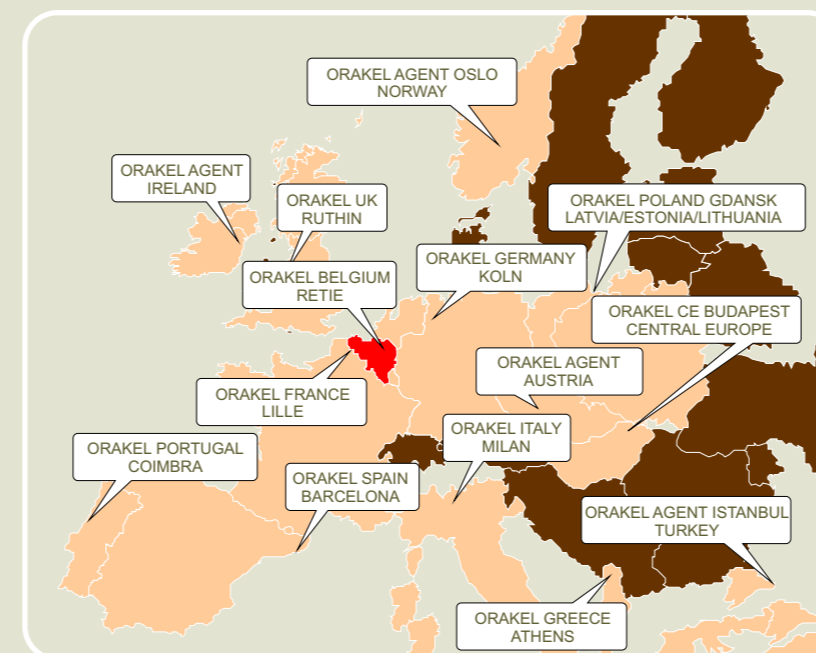 ORAKEL AGENT OSLO
NORWAY
ORAKEL AGENT
IRELAND
ORAKEL UK
RUTHIN
ORAKEL POLAND GDANSK
LATVIA/ESTONIA/LITHUANIA
ORAKEL BELGIUM
RETIE
ORAKEL GERMANY
KOLN
ORAKEL CE BUDAPEST
CENTRAL EUROPE
ORAKEL AGENT
AUSTRIA
ORAKEL FRANCE
LILLE
ORAKEL ITALY
MILAN
ORAKEL PORTUGAL
COIMBRA
ORAKEL SPAIN
BARCELONA
ORAKEL AGENT ISTANBUL
TURKEY
ORAKEL GREECE
ATHENS